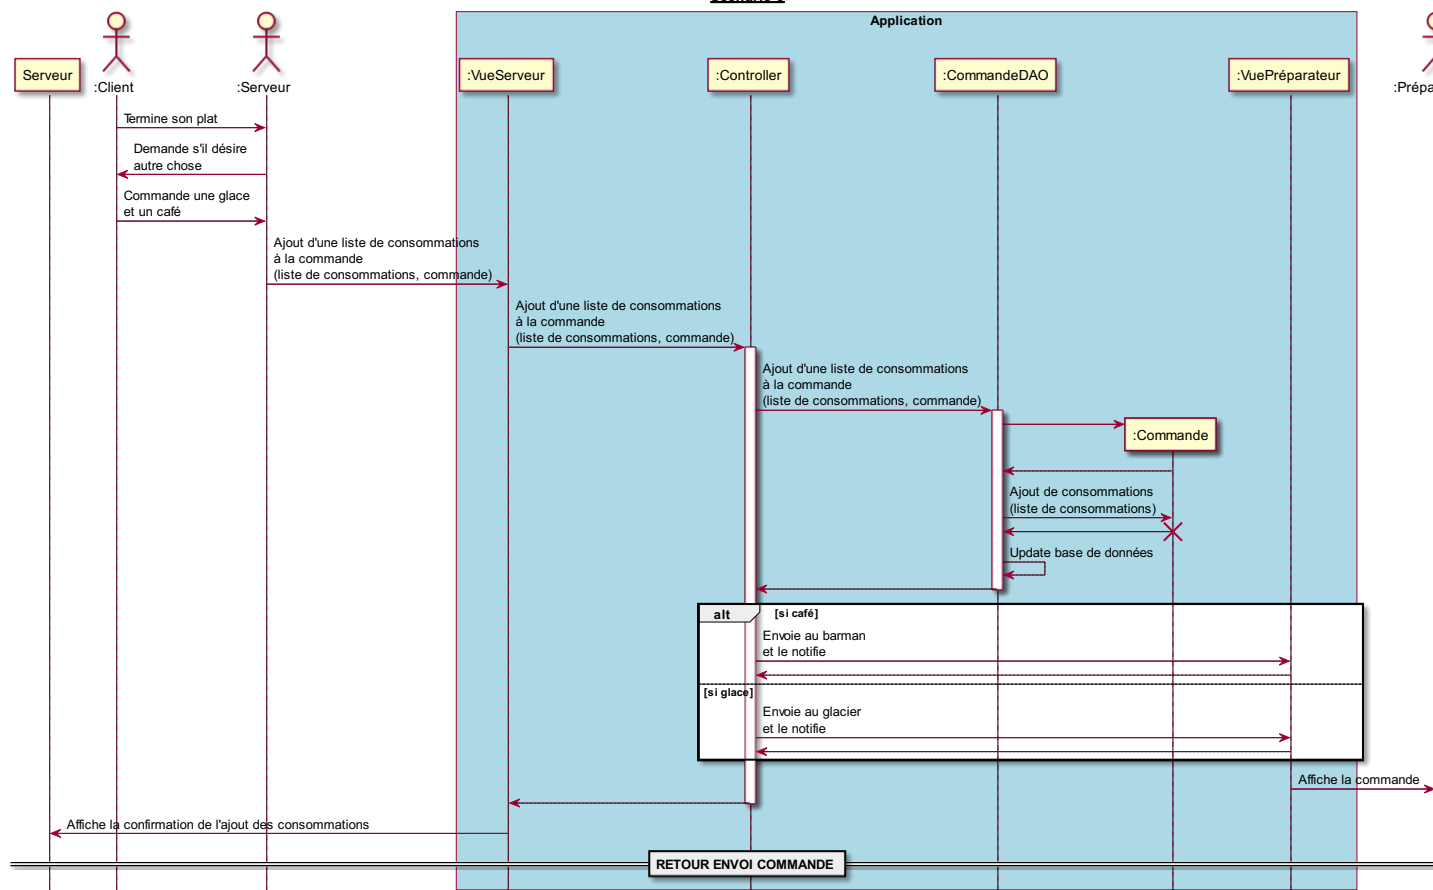 Application
Serveur
:Client
:Serveur
:VueServeur
:Controller
:CommandeDAO
:VuePréparateur
Termine son plat
Demande s'il désire
autre chose
Commande une glace
et un café
Ajout d'une liste de consommations
à la commande
(liste de consommations, commande)
Ajout d'une liste de consommations
à la commande
(liste de consommations, commande)
Ajout d'une liste de consommations
à la commande
(liste de consommations, commande)
:Commande
Ajout de consommations
(liste de consommations)
Update base de données
alt
[si café]
Envoie au barman
et le notifie
[si glace]
Envoie au glacier
et le notifie
Affiche la commande
Affiche la confirmation de l'ajout des consommations
RETOUR ENVOI COMMANDE